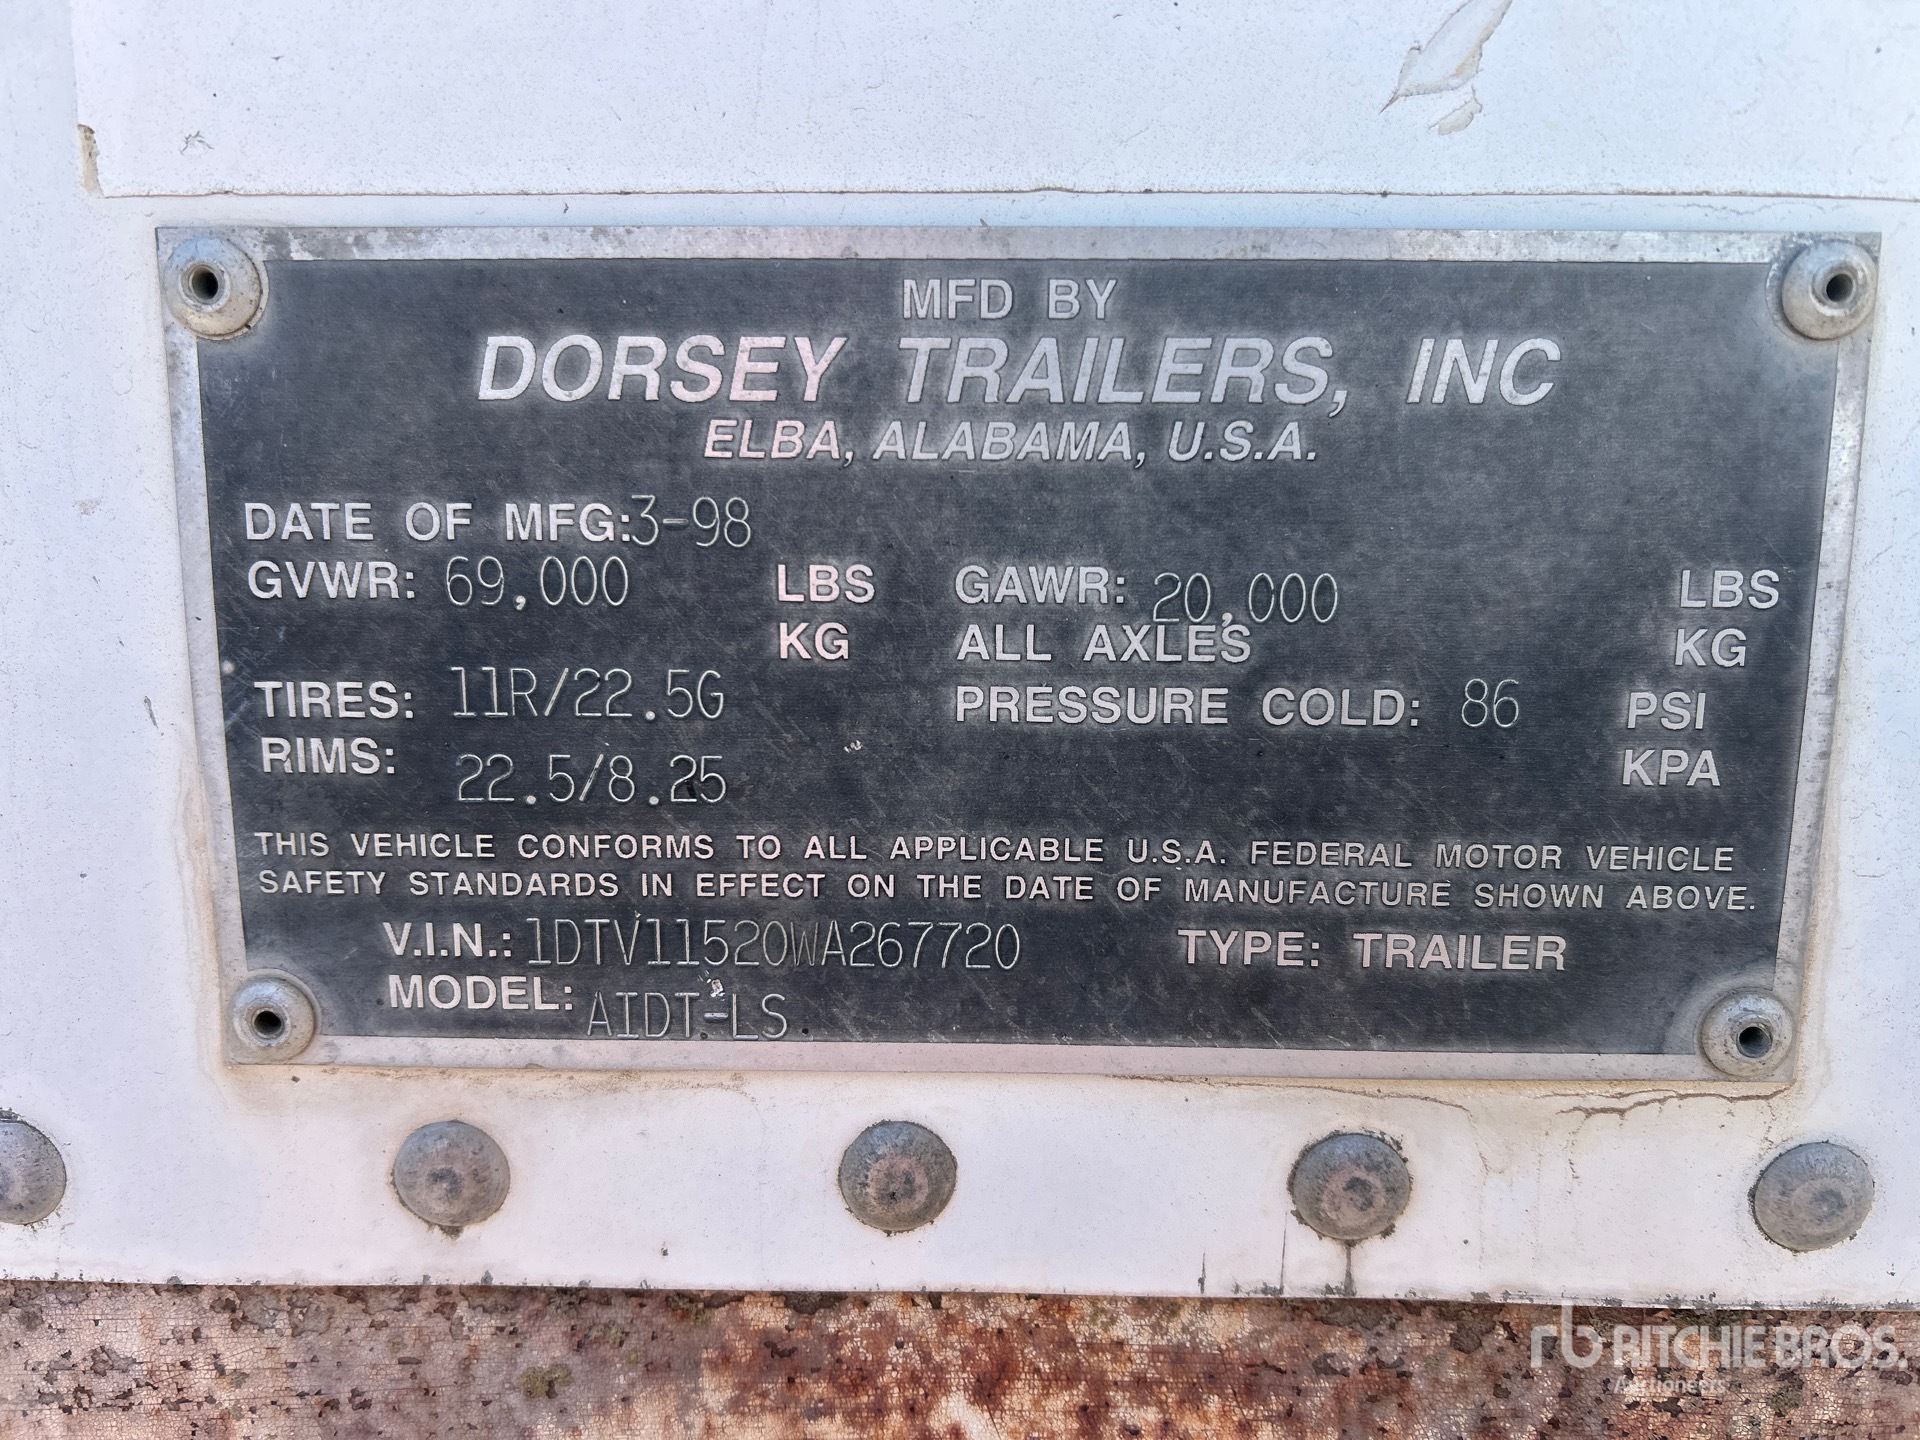 MFD BY
DORSEY TRAILERS, INC
ELBA, ALABAMA, U.S.A.
DATE OF MFG: 3-98
GVWR: 69,000 LBS GAWR: 20,000 LBS
KG ALL AXLES KG
TIRES: 11R/22.5G PRESSURE COLD: 86 PSI
RIMS: 22.5/8.25 KPA
THIS VEHICLE CONFORMS TO ALL APPLICABLE U.S.A. FEDERAL MOTOR VEHICLE
SAFETY STANDARDS IN EFFECT ON THE DATE OF MANUFACTURE SHOWN ABOVE.
V.I.N.: 1DTV11520WA267720 TYPE: TRAILER
MODEL: AIDT-LS
rb RITCHIE BROS.
Auctioneers